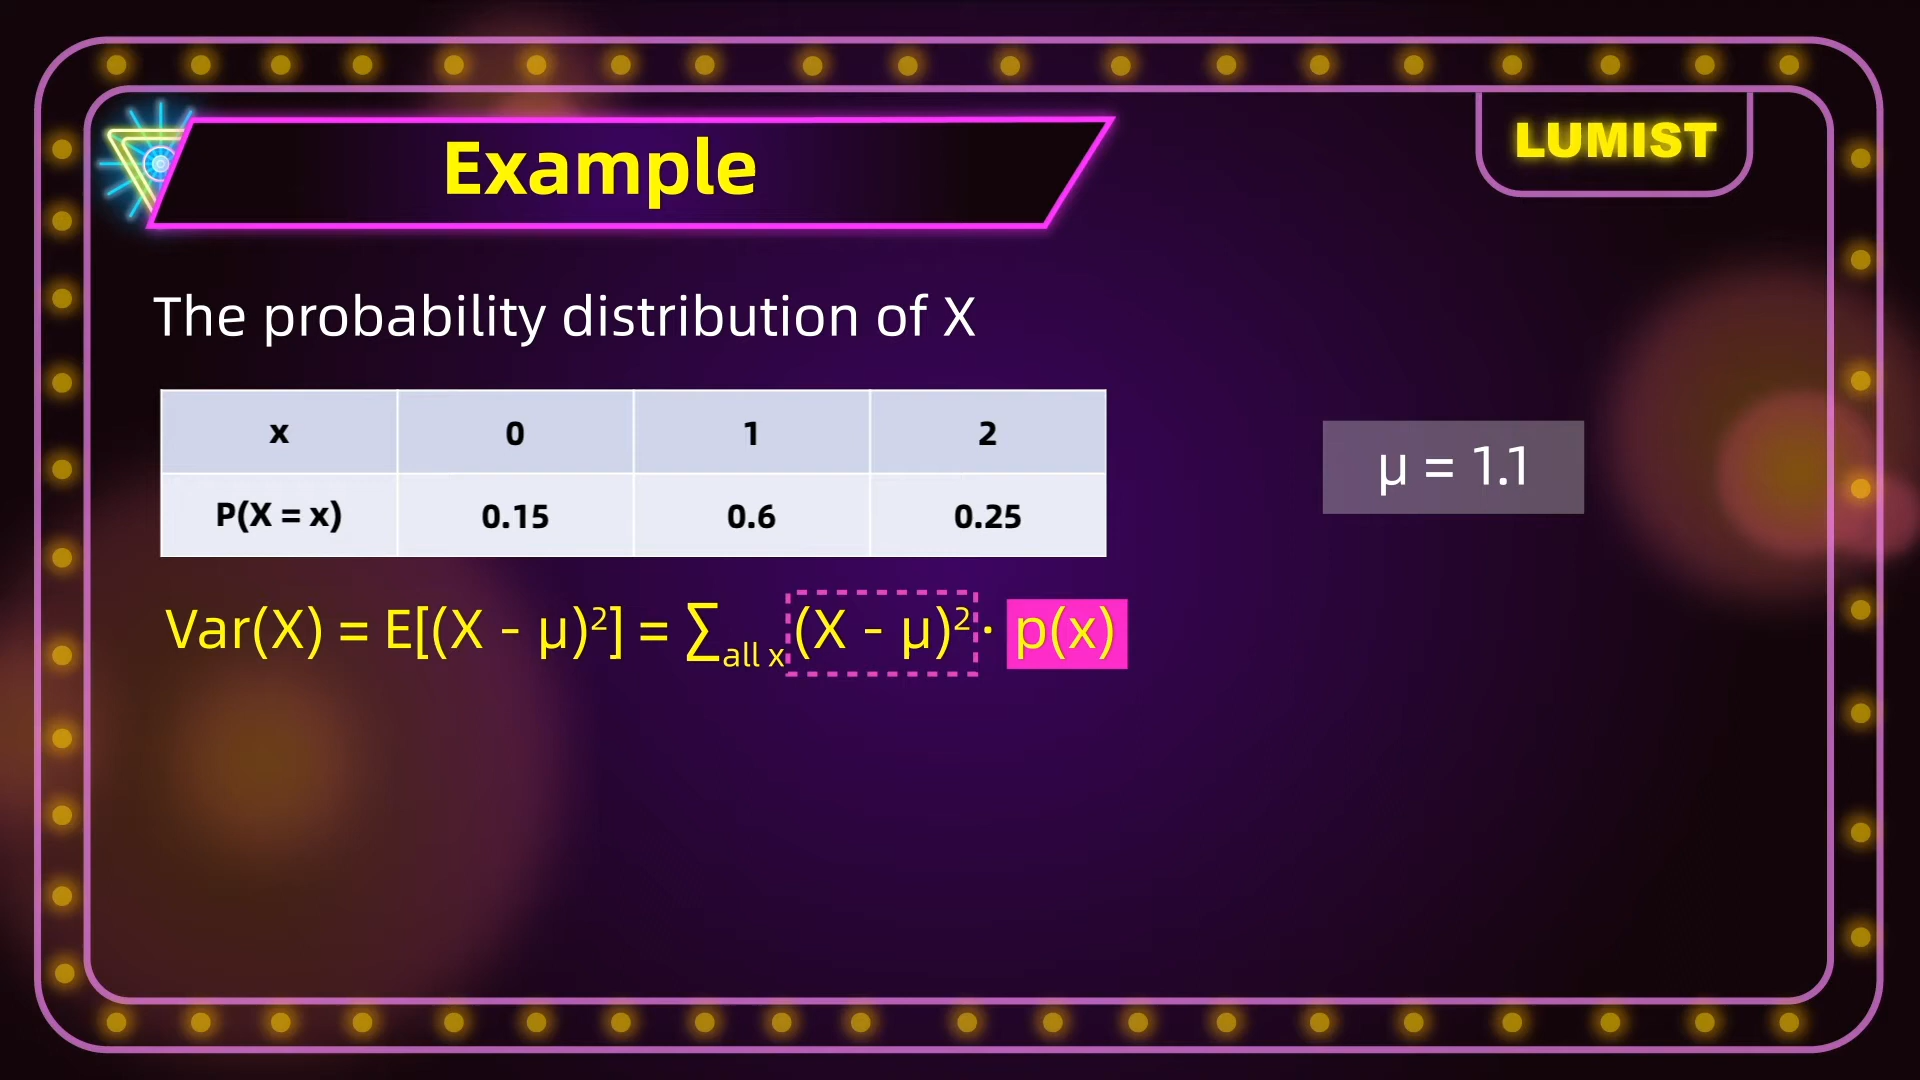 Example
LUMIST
The probability distribution of X
x 0 1 2
P(X = x) 0.15 0.6 0.25
μ = 1.1
Var(X) = E[(X - μ)²] = ∑all x(X - μ)² · p(x)